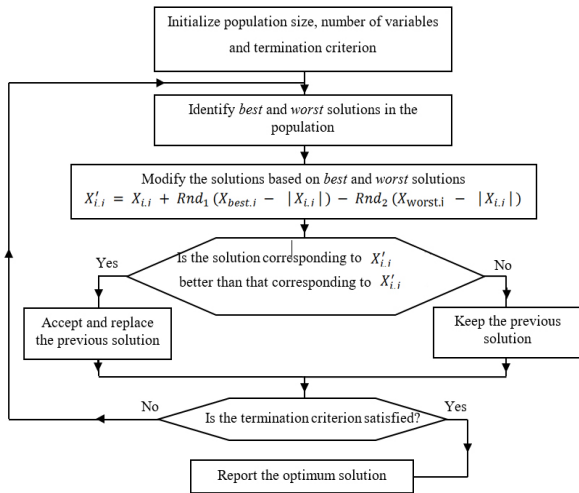 Initialize population size, number of variables
and termination criterion
Identify best and worst solutions in the
population
Modify the solutions based on best and worst solutions
X'i.i = Xi.i + Rnd1 (Xbest.i − |Xi.i|) − Rnd2 (Xworst.i − |Xi.i|)
Is the solution corresponding to X'i.i
better than that corresponding to X'i.i
Yes
No
Accept and replace
the previous solution
Keep the previous
solution
No
Is the termination criterion satisfied?
Yes
Report the optimum solution